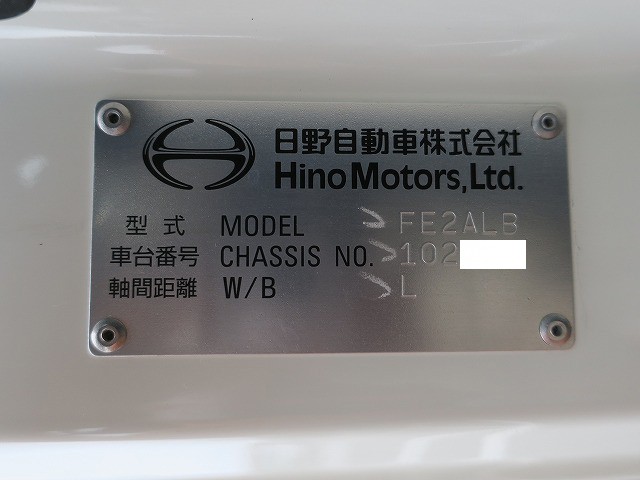 日野自動車株式会社
Hino Motors, Ltd.
型式 MODEL FE2ALB
車台番号 CHASSIS NO. 102
軸間距離 W/B L